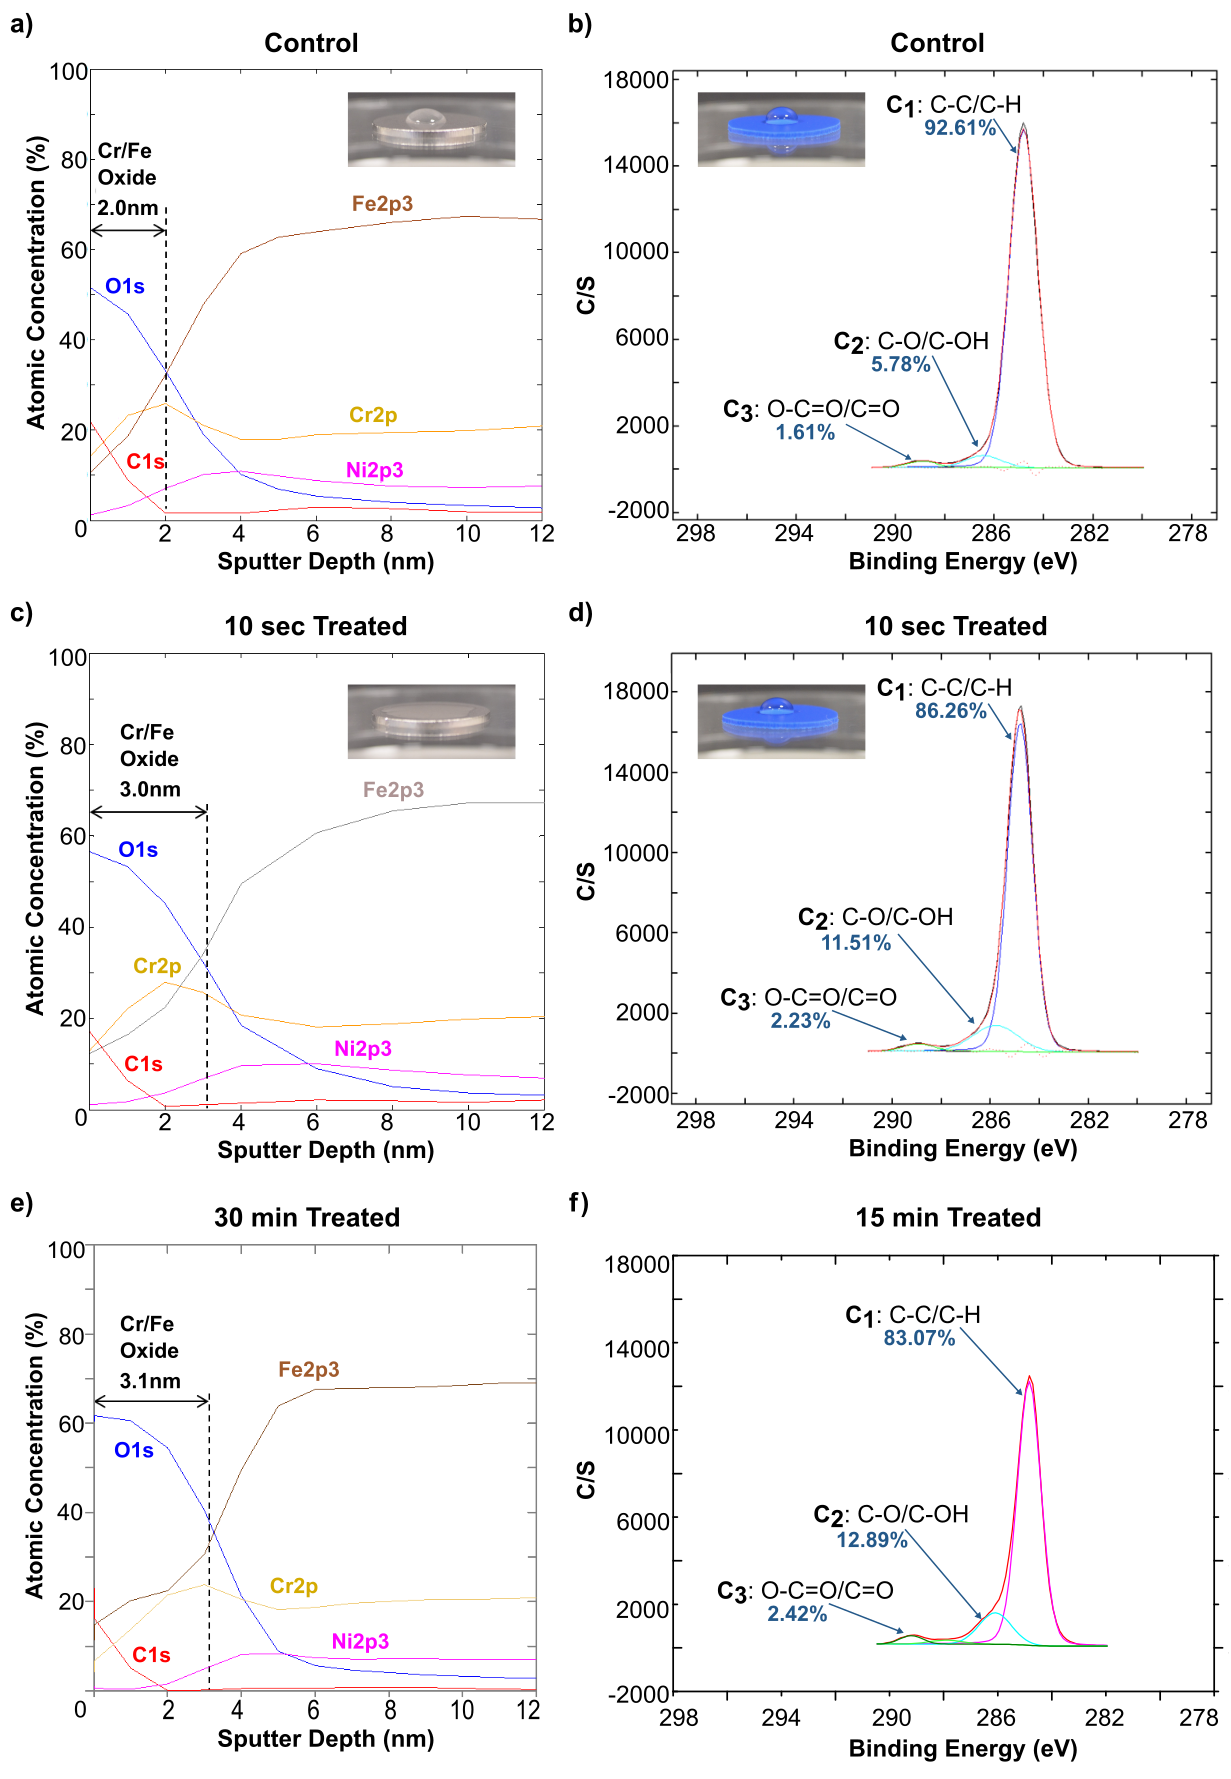 a)
Control
100
80
60
40
20
0
Atomic Concentration (%)
Cr/Fe
Oxide
2.0nm
Fe2p3
O1s
Cr2p
C1s
Ni2p3
2
4
6
8
10
12
Sputter Depth (nm)
b)
Control
18000
14000
10000
6000
2000
-2000
C/S
C1: C-C/C-H
92.61%
C2: C-O/C-OH
5.78%
C3: O-C=O/C=O
1.61%
298
294
290
286
282
278
Binding Energy (eV)
c)
10 sec Treated
100
80
60
40
20
0
Atomic Concentration (%)
Cr/Fe
Oxide
3.0nm
Fe2p3
O1s
Cr2p
Ni2p3
C1s
2
4
6
8
10
12
Sputter Depth (nm)
d)
10 sec Treated
18000
14000
10000
6000
2000
-2000
C/S
C1: C-C/C-H
86.26%
C2: C-O/C-OH
11.51%
C3: O-C=O/C=O
2.23%
298
294
290
286
282
278
Binding Energy (eV)
e)
30 min Treated
100
80
60
40
20
0
Atomic Concentration (%)
Cr/Fe
Oxide
3.1nm
Fe2p3
O1s
Cr2p
Ni2p3
C1s
2
4
6
8
10
12
Sputter Depth (nm)
f)
15 min Treated
18000
14000
10000
6000
2000
-2000
C/S
C1: C-C/C-H
83.07%
C2: C-O/C-OH
12.89%
C3: O-C=O/C=O
2.42%
298
294
290
286
282
278
Binding Energy (eV)